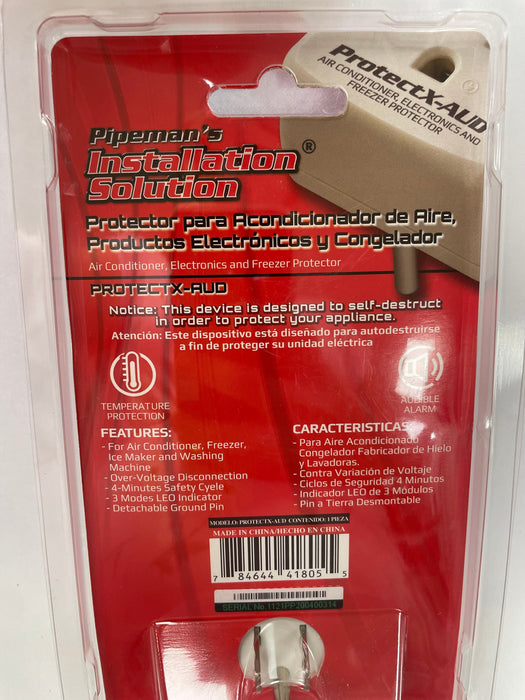 ProtectX-AUD
AIR CONDITIONER, ELECTRONICS AND
FREEZER PROTECTOR
Pipeman's
Installation ®
Solution
Protector para Acondicionador de Aire,
Productos Electrónicos y Congelador
Air Conditioner, Electronics and Freezer Protector
PROTECTX-AUD
Notice: This device is designed to self-destruct
in order to protect your appliance.
Atención: Este dispositivo está diseñado para autodestruirse
a fin de proteger su unidad eléctrica
TEMPERATURE
PROTECTION
AUDIBLE
ALARM
FEATURES:
- For Air Conditioner, Freezer,
Ice Maker and Washing
Machine
- Over-Voltage Disconnection
- 4-Minutes Safety Cycle
- 3 Modes LED Indicator
- Detachable Ground Pin
CARACTERISTICAS:
- Para Aire Acondicionado
Congelador Fabricador de Hielo
y Lavadoras.
- Contra Variación de Voltaje
- Ciclos de Seguridad 4 Minutos
- Indicador LED de 3 Módulos
- Pin a Tierra Desmontable
MODELO: PROTECTX-AUD CONTENIDO: 1 PIEZA
MADE IN CHINA/HECHO EN CHINA
7 84644 41805 5
SERIAL No.1121PP200400314